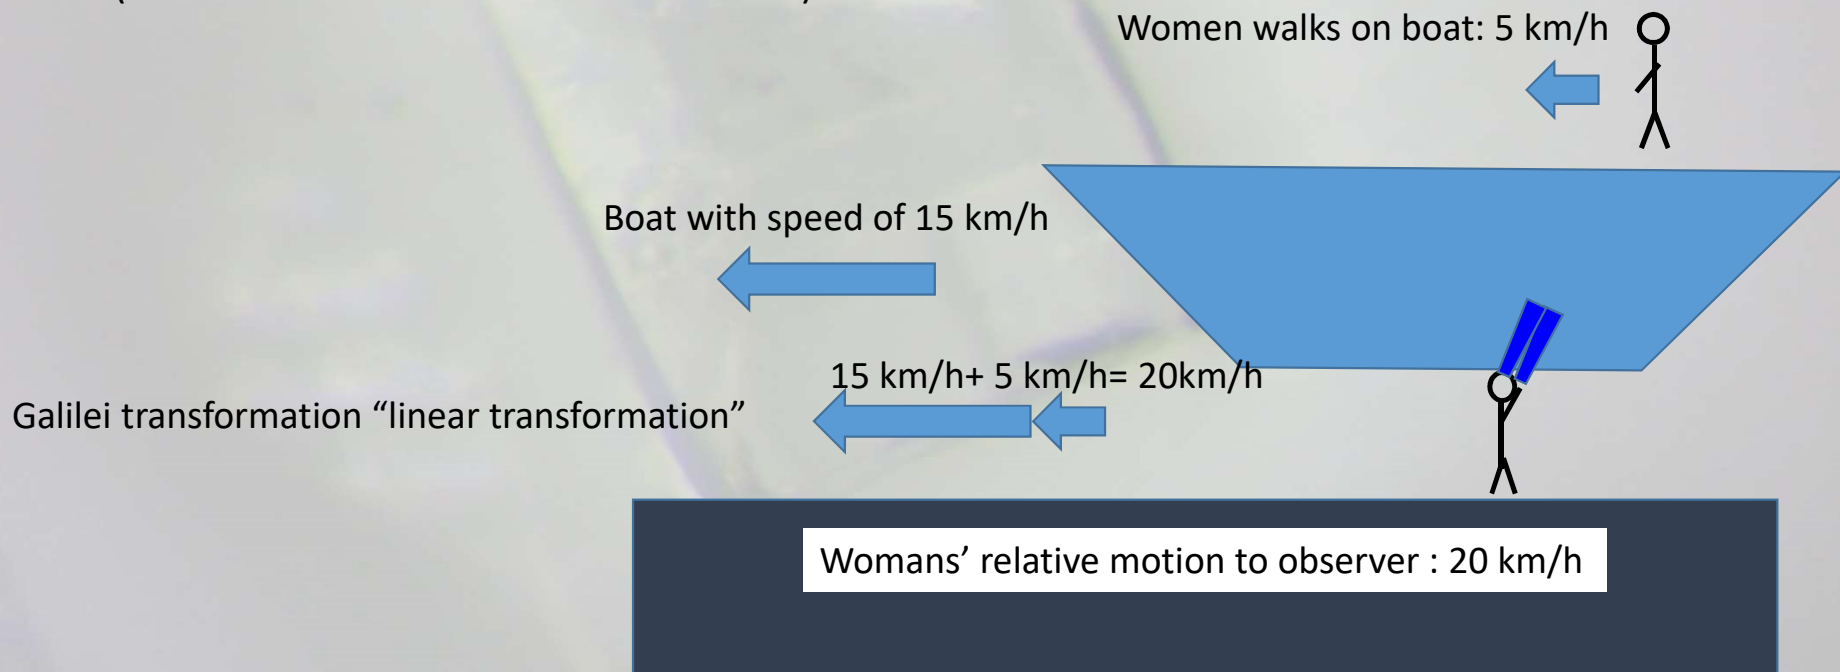 Women walks on boat: 5 km/h
Boat with speed of 15 km/h
15 km/h+ 5 km/h= 20km/h
Galilei transformation “linear transformation”
Womans’ relative motion to observer : 20 km/h